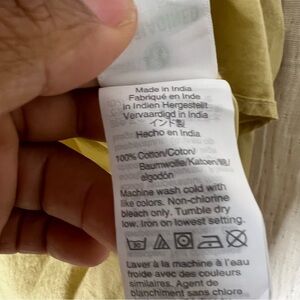 Made in India
Fabriqué en Inde
in Indien Hergestellt
Vervaardigd in India
インド製
Hecho en India
100% Cotton/Coton/
Baumwolle/Katoen/綿/
algodón
Machine wash cold with
like colors. Non-chlorine
bleach only. Tumble dry
low. Iron on lowest setting.
30
Laver à la machine à l'eau
froide avec des couleurs
similaires. Agent de
blanchiment sans chlore